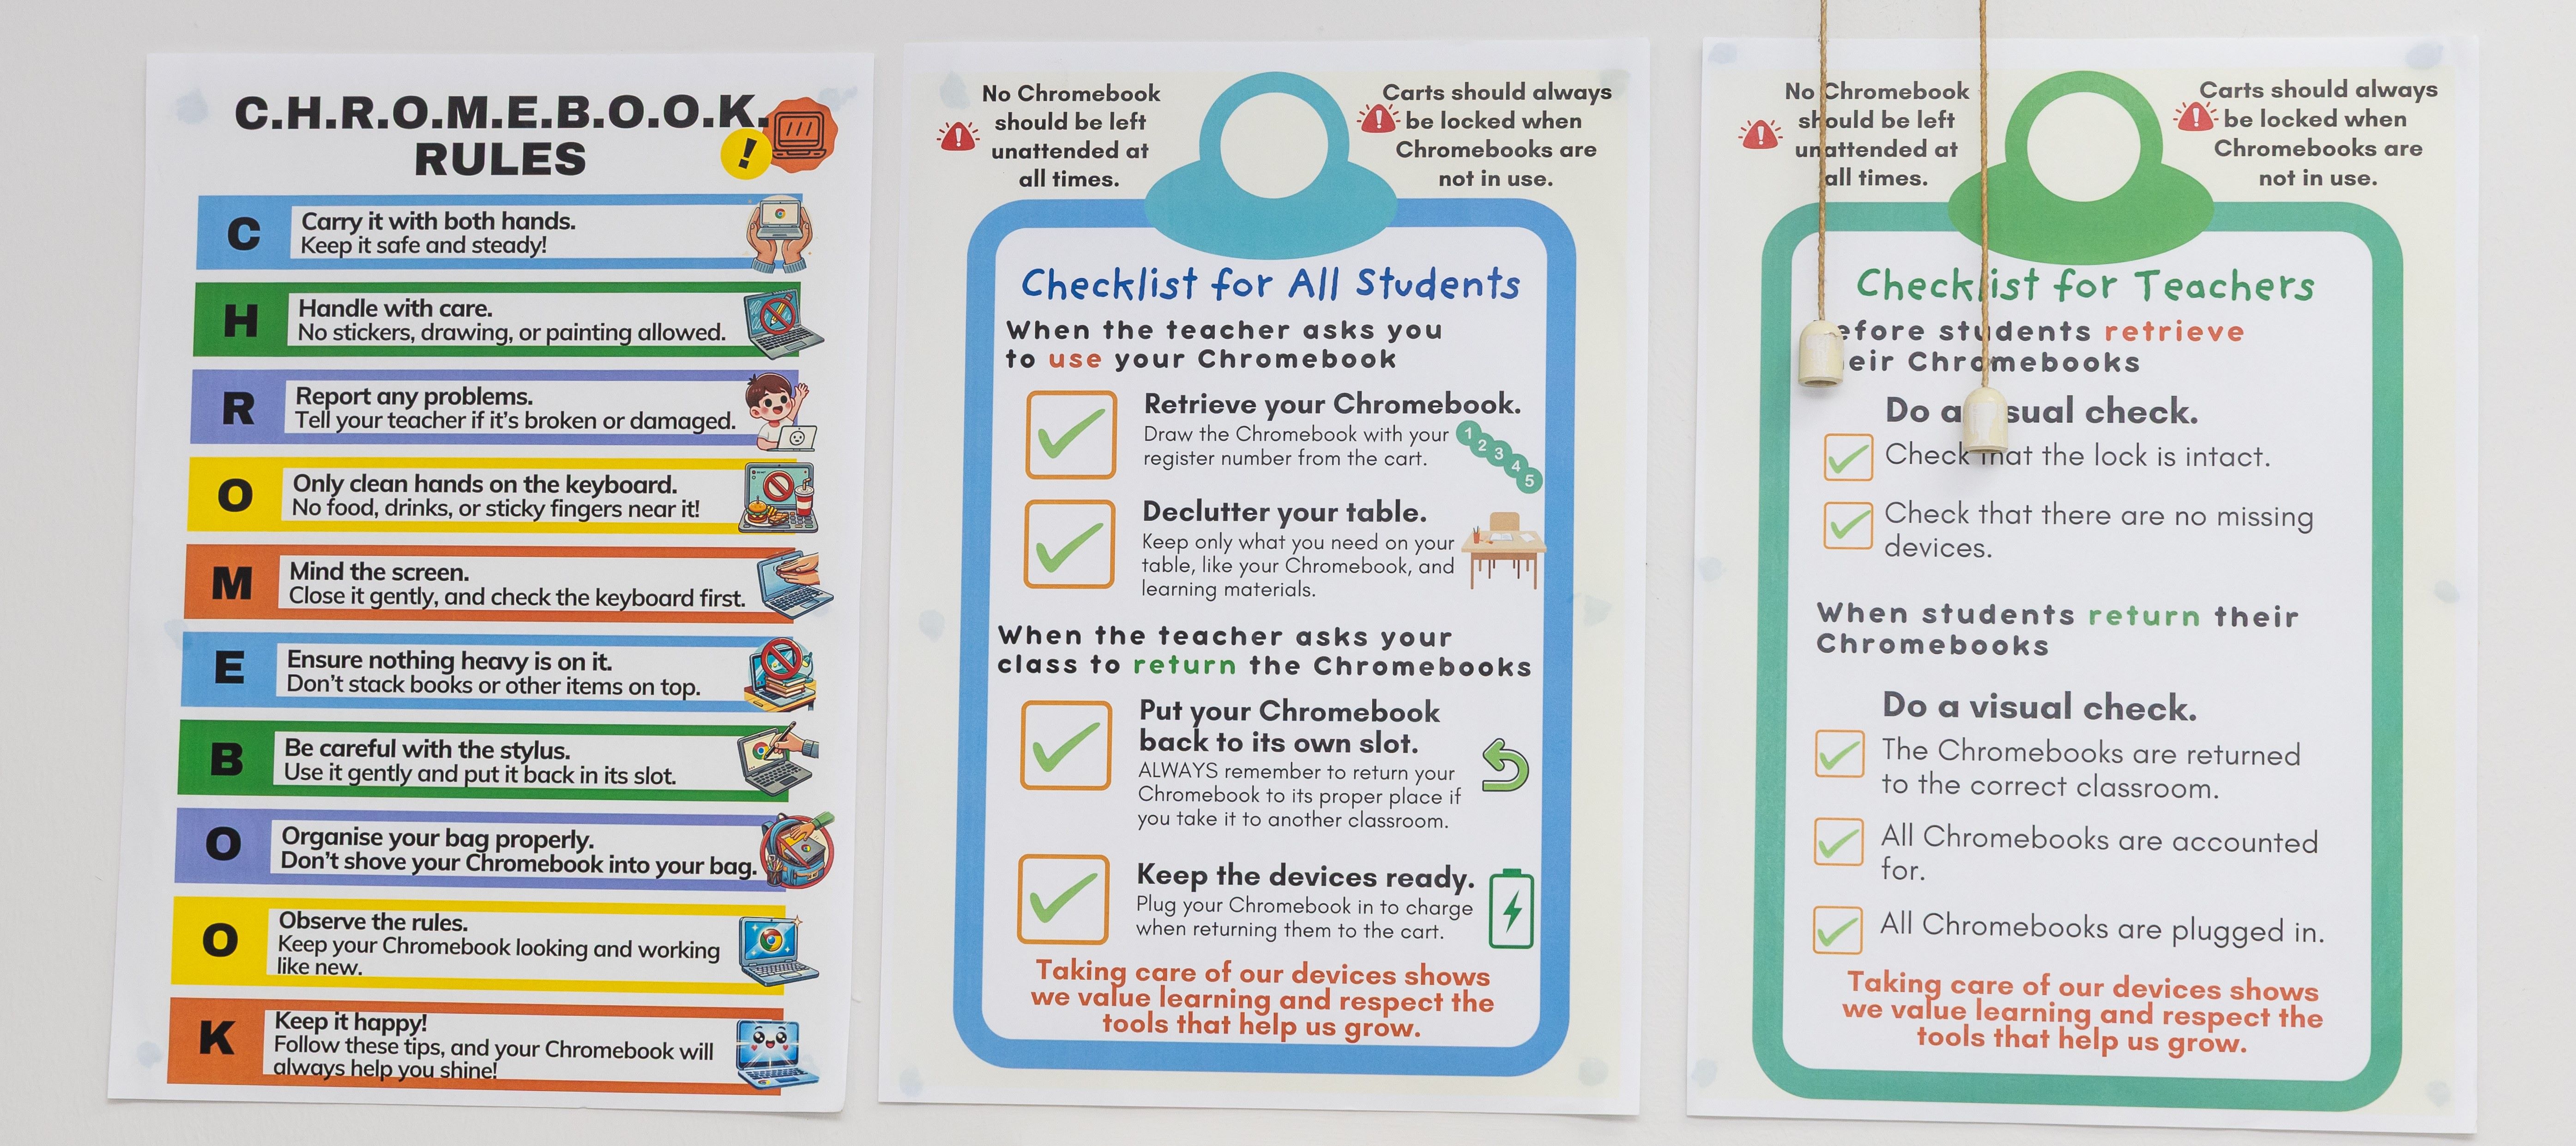 C.H.R.O.M.E.B.O.O.K.
RULES
!
C
Carry it with both hands.
Keep it safe and steady!
H
Handle with care.
No stickers, drawing, or painting allowed.
R
Report any problems.
Tell your teacher if it's broken or damaged.
O
Only clean hands on the keyboard.
No food, drinks, or sticky fingers near it!
M
Mind the screen.
Close it gently, and check the keyboard first.
E
Ensure nothing heavy is on it.
Don't stack books or other items on top.
B
Be careful with the stylus.
Use it gently and put it back in its slot.
O
Organise your bag properly.
Don't shove your Chromebook into your bag.
O
Observe the rules.
Keep your Chromebook looking and working
like new.
K
Keep it happy!
Follow these tips, and your Chromebook will
always help you shine!
No Chromebook
should be left
unattended at
all times.
Carts should always
be locked when
Chromebooks are
not in use.
Checklist for All Students
When the teacher asks you
to use your Chromebook
Retrieve your Chromebook.
Draw the Chromebook with your
register number from the cart.
1
2
3
4
5
Declutter your table.
Keep only what you need on your
table, like your Chromebook, and
learning materials.
When the teacher asks your
class to return the Chromebooks
Put your Chromebook
back to its own slot.
ALWAYS remember to return your
Chromebook to its proper place if
you take it to another classroom.
Keep the devices ready.
Plug your Chromebook in to charge
when returning them to the cart.
Taking care of our devices shows
we value learning and respect the
tools that help us grow.
No Chromebook
should be left
unattended at
all times.
Carts should always
be locked when
Chromebooks are
not in use.
Checklist for Teachers
efore students retrieve
eir Chromebooks
Do a visual check.
Check that the lock is intact.
Check that there are no missing
devices.
When students return their
Chromebooks
Do a visual check.
The Chromebooks are returned
to the correct classroom.
All Chromebooks are accounted
for.
All Chromebooks are plugged in.
Taking care of our devices shows
we value learning and respect the
tools that help us grow.